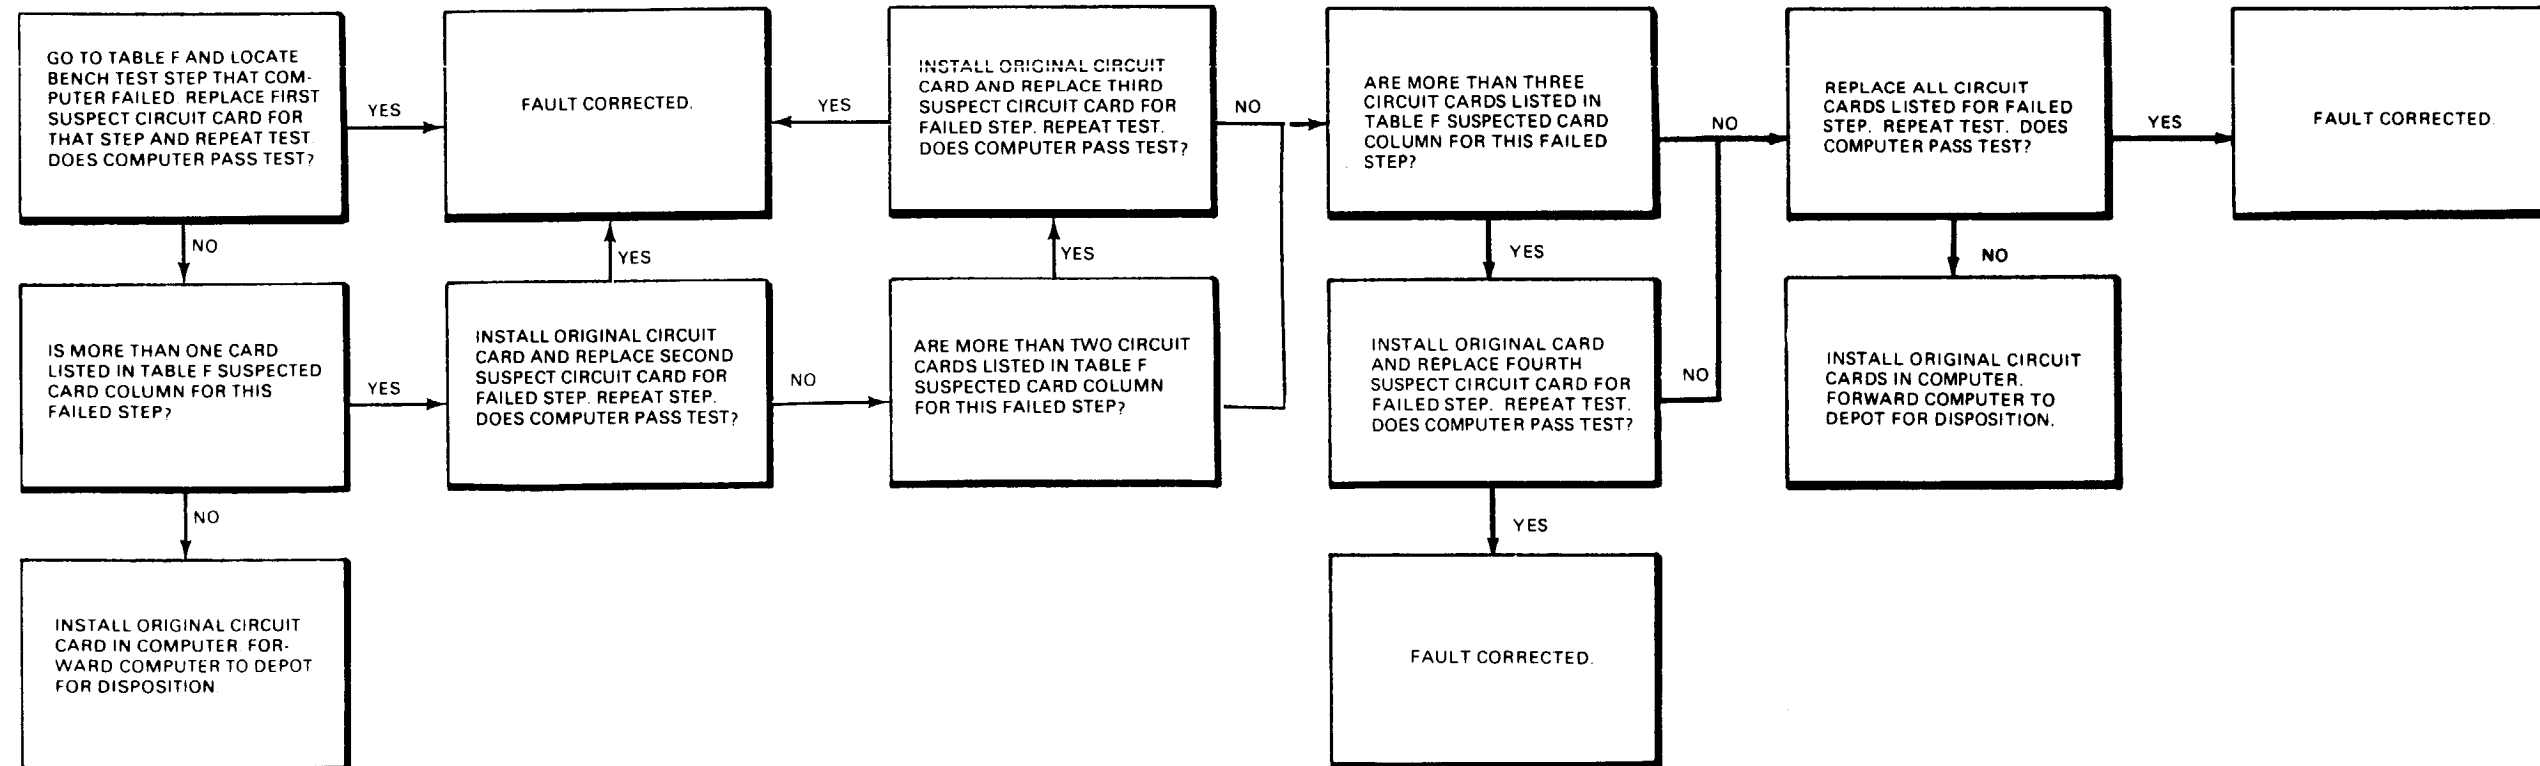 GO TO TABLE F AND LOCATE
BENCH TEST STEP THAT COM-
PUTER FAILED. REPLACE FIRST
SUSPECT CIRCUIT CARD FOR
THAT STEP AND REPEAT TEST.
DOES COMPUTER PASS TEST?
YES
FAULT CORRECTED.
YES
INSTALL ORIGINAL CIRCUIT
CARD AND REPLACE THIRD
SUSPECT CIRCUIT CARD FOR
FAILED STEP. REPEAT TEST.
DOES COMPUTER PASS TEST?
NO
ARE MORE THAN THREE
CIRCUIT CARDS LISTED IN
TABLE F SUSPECTED CARD
COLUMN FOR THIS FAILED
STEP?
NO
REPLACE ALL CIRCUIT
CARDS LISTED FOR FAILED
STEP. REPEAT TEST. DOES
COMPUTER PASS TEST?
YES
FAULT CORRECTED.
NO
YES
YES
YES
NO
IS MORE THAN ONE CARD
LISTED IN TABLE F SUSPECTED
CARD COLUMN FOR THIS
FAILED STEP?
YES
INSTALL ORIGINAL CIRCUIT
CARD AND REPLACE SECOND
SUSPECT CIRCUIT CARD FOR
FAILED STEP. REPEAT STEP.
DOES COMPUTER PASS TEST?
NO
ARE MORE THAN TWO CIRCUIT
CARDS LISTED IN TABLE F
SUSPECTED CARD COLUMN
FOR THIS FAILED STEP?
INSTALL ORIGINAL CARD
AND REPLACE FOURTH
SUSPECT CIRCUIT CARD FOR
FAILED STEP. REPEAT TEST.
DOES COMPUTER PASS TEST?
NO
INSTALL ORIGINAL CIRCUIT
CARDS IN COMPUTER.
FORWARD COMPUTER TO
DEPOT FOR DISPOSITION.
NO
YES
INSTALL ORIGINAL CIRCUIT
CARD IN COMPUTER. FOR-
WARD COMPUTER TO DEPOT
FOR DISPOSITION.
FAULT CORRECTED.